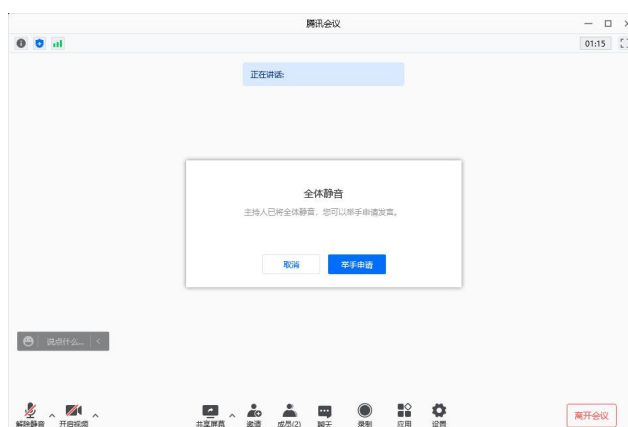 腾讯会议
01:15
正在讲话:
全体静音
主持人已将全体静音，您可以举手申请发言。
取消 举手申请
说点什么...
解除静音 开启视频 共享屏幕 邀请 成员(2) 聊天 录制 应用 设置 离开会议